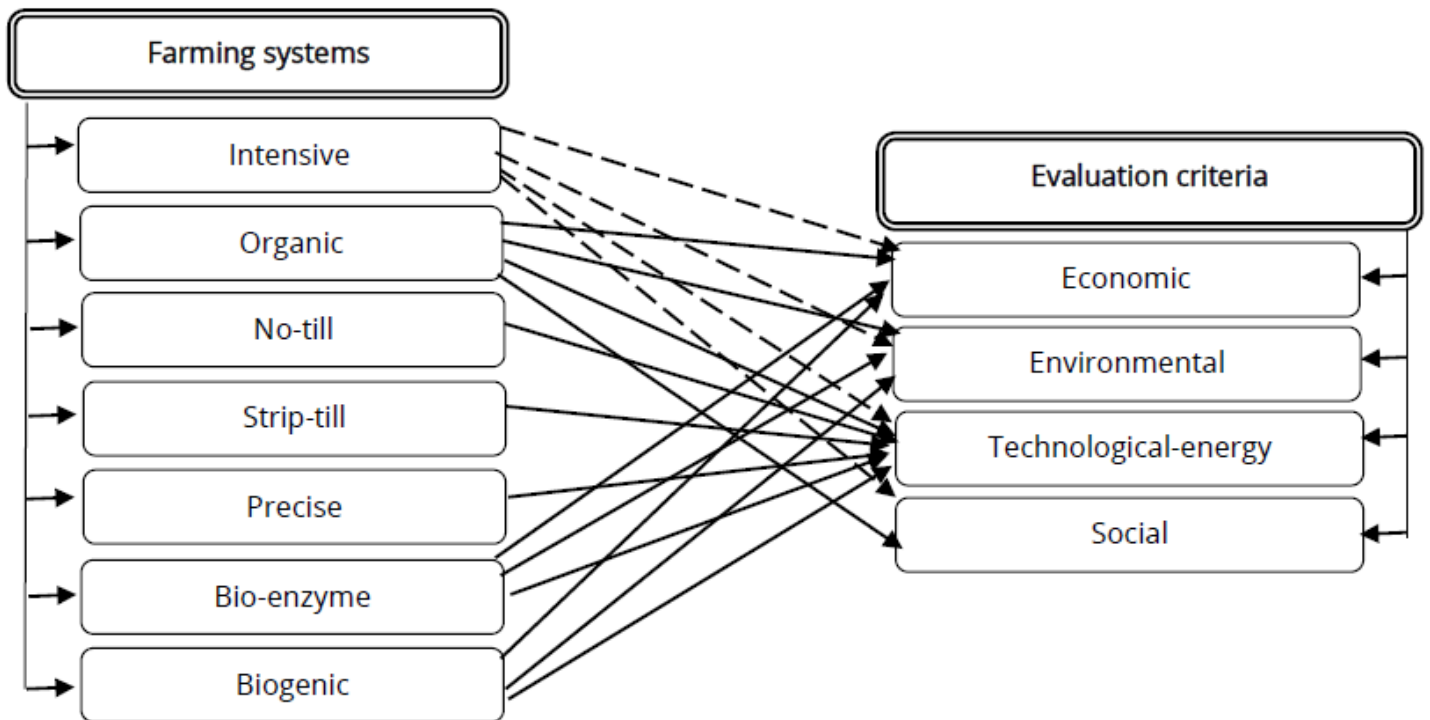 Farming systems
Intensive
Organic
No-till
Strip-till
Precise
Bio-enzyme
Biogenic
Evaluation criteria
Economic
Environmental
Technological-energy
Social